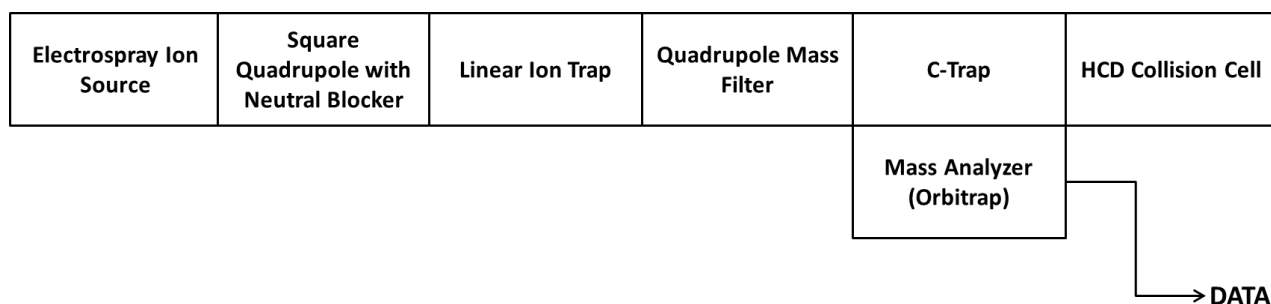 Electrospray Ion
Source
Square
Quadrupole with
Neutral Blocker
Linear Ion Trap
Quadrupole Mass
Filter
C-Trap
HCD Collision Cell
Mass Analyzer
(Orbitrap)
DATA